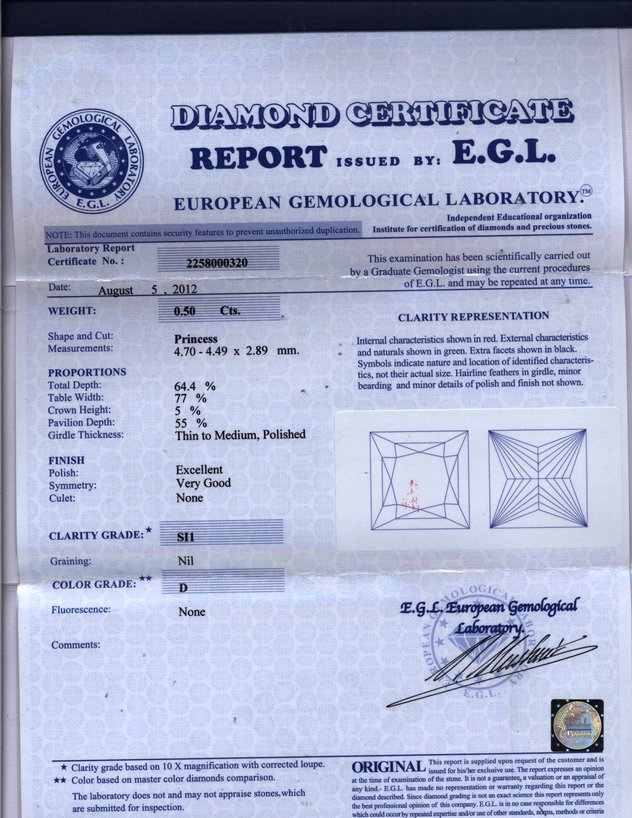 DIAMOND CERTIFICATE
REPORT ISSUED BY: E.G.L.
EUROPEAN GEMOLOGICAL LABORATORY.™
EUROPEAN GEMOLOGICAL LABORATORY
E.G.L.
Independent Educational organization
Institute for certification of diamonds and precious stones.
NOTE: This document contains security features to prevent unauthorized duplication.
Laboratory Report
Certificate No. : 2258000320
Date: August 5 , 2012
WEIGHT: 0.50 Cts.
Shape and Cut: Princess
Measurements: 4.70 - 4.49 x 2.89 mm.
PROPORTIONS
Total Depth: 64.4 %
Table Width: 77 %
Crown Height: 5 %
Pavilion Depth: 55 %
Girdle Thickness: Thin to Medium, Polished
FINISH
Polish: Excellent
Symmetry: Very Good
Culet: None
CLARITY GRADE:★ SI1
Graining: Nil
COLOR GRADE:★★ D
Fluorescence: None
Comments:
This examination has been scientifically carried out
by a Graduate Gemologist using the current procedures
of E.G.L. and may be repeated at any time.
CLARITY REPRESENTATION
Internal characteristics shown in red. External characteristics
and naturals shown in green. Extra facets shown in black.
Symbols indicate nature and location of identified characteris-
tics, not their actual size. Hairline feathers in girdle, minor
bearding and minor details of polish and finish not shown.
E.G.L. European Gemological
Laboratory.
E.G.L.
★ Clarity grade based on 10 X magnification with corrected loupe.
★★ Color based on master color diamonds comparison.
The laboratory does not and may not appraise stones, which
are submitted for inspection.
ORIGINAL This report is supplied upon request of the customer and is
issued for his/her exclusive use. The report expresses an opinion
at the time of examination of the stone. It is not a guarantee, a valuation or an appraisal of
any kind.- E.G.L. has made no representation or warranty regarding this report or the
diamond described. Since diamond grading is not an exact science this report represents only
the best professional opinion of this company. E.G.L. is in no case responsible for differences
which could occur by repeated expertise and/or use of other standards, norms, methods or criteria